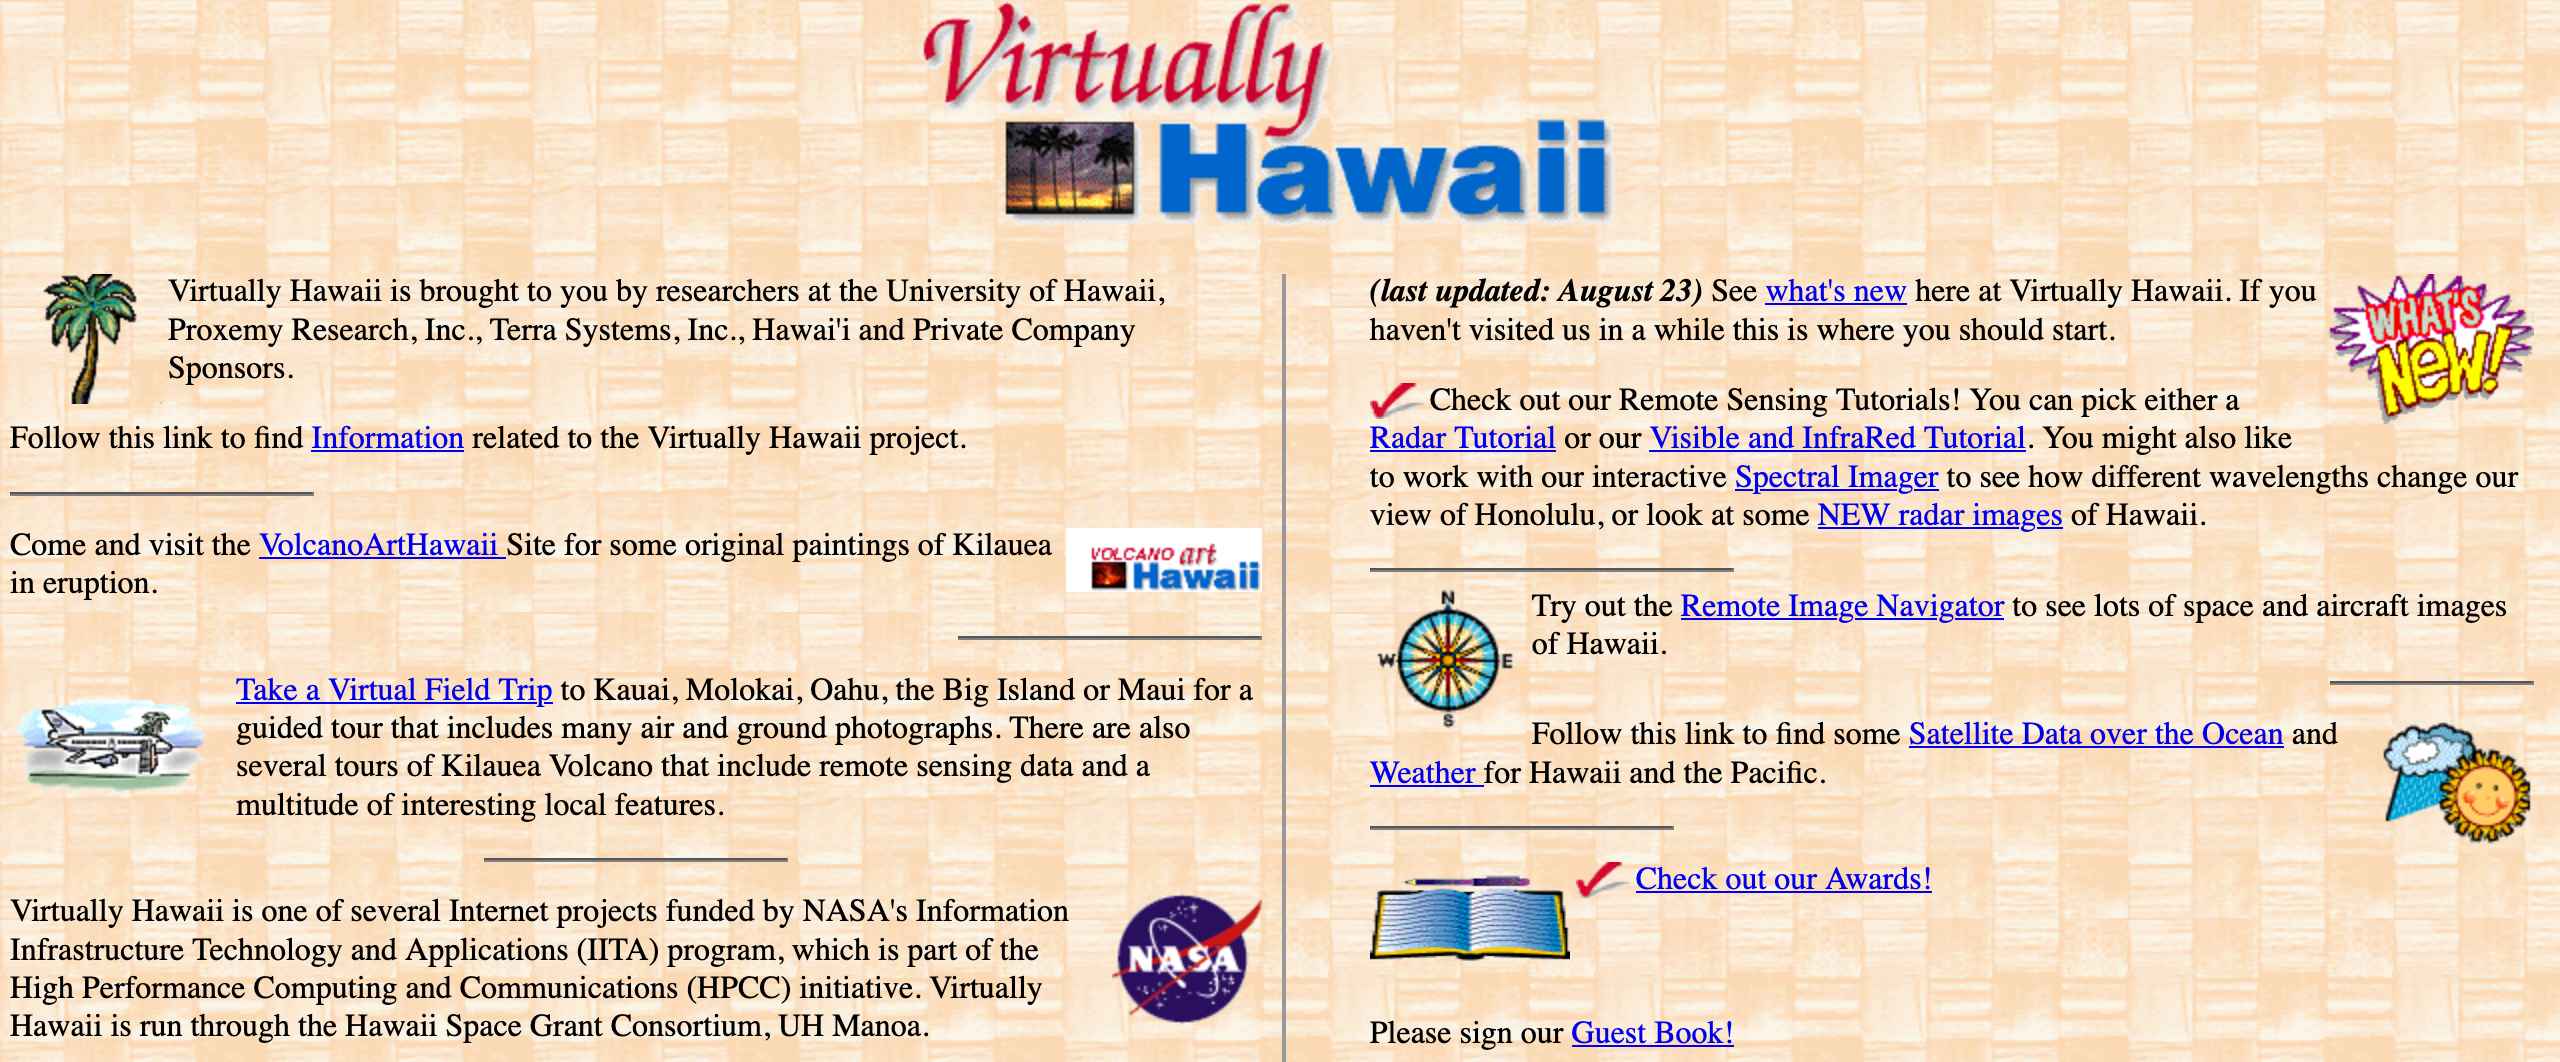 Virtually
Hawaii
Virtually Hawaii is brought to you by researchers at the University of Hawaii,
Proxemy Research, Inc., Terra Systems, Inc., Hawai'i and Private Company
Sponsors.
Follow this link to find Information related to the Virtually Hawaii project.
Come and visit the VolcanoArtHawaii Site for some original paintings of Kilauea
in eruption.
VOLCANO art
Hawaii
Take a Virtual Field Trip to Kauai, Molokai, Oahu, the Big Island or Maui for a
guided tour that includes many air and ground photographs. There are also
several tours of Kilauea Volcano that include remote sensing data and a
multitude of interesting local features.
Virtually Hawaii is one of several Internet projects funded by NASA's Information
Infrastructure Technology and Applications (IITA) program, which is part of the
High Performance Computing and Communications (HPCC) initiative. Virtually
Hawaii is run through the Hawaii Space Grant Consortium, UH Manoa.
NASA
(last updated: August 23) See what's new here at Virtually Hawaii. If you
haven't visited us in a while this is where you should start.
WHAT'S
NEW!
Check out our Remote Sensing Tutorials! You can pick either a
Radar Tutorial or our Visible and InfraRed Tutorial. You might also like
to work with our interactive Spectral Imager to see how different wavelengths change our
view of Honolulu, or look at some NEW radar images of Hawaii.
N
W E
S
Try out the Remote Image Navigator to see lots of space and aircraft images
of Hawaii.
Follow this link to find some Satellite Data over the Ocean and
Weather for Hawaii and the Pacific.
Check out our Awards!
Please sign our Guest Book!